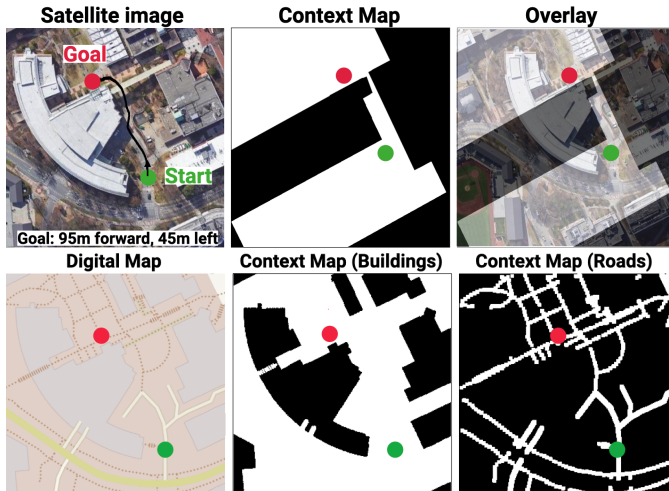 Satellite image
Context Map
Overlay
Goal
Start
Goal: 95m forward, 45m left
Digital Map
Context Map (Buildings)
Context Map (Roads)